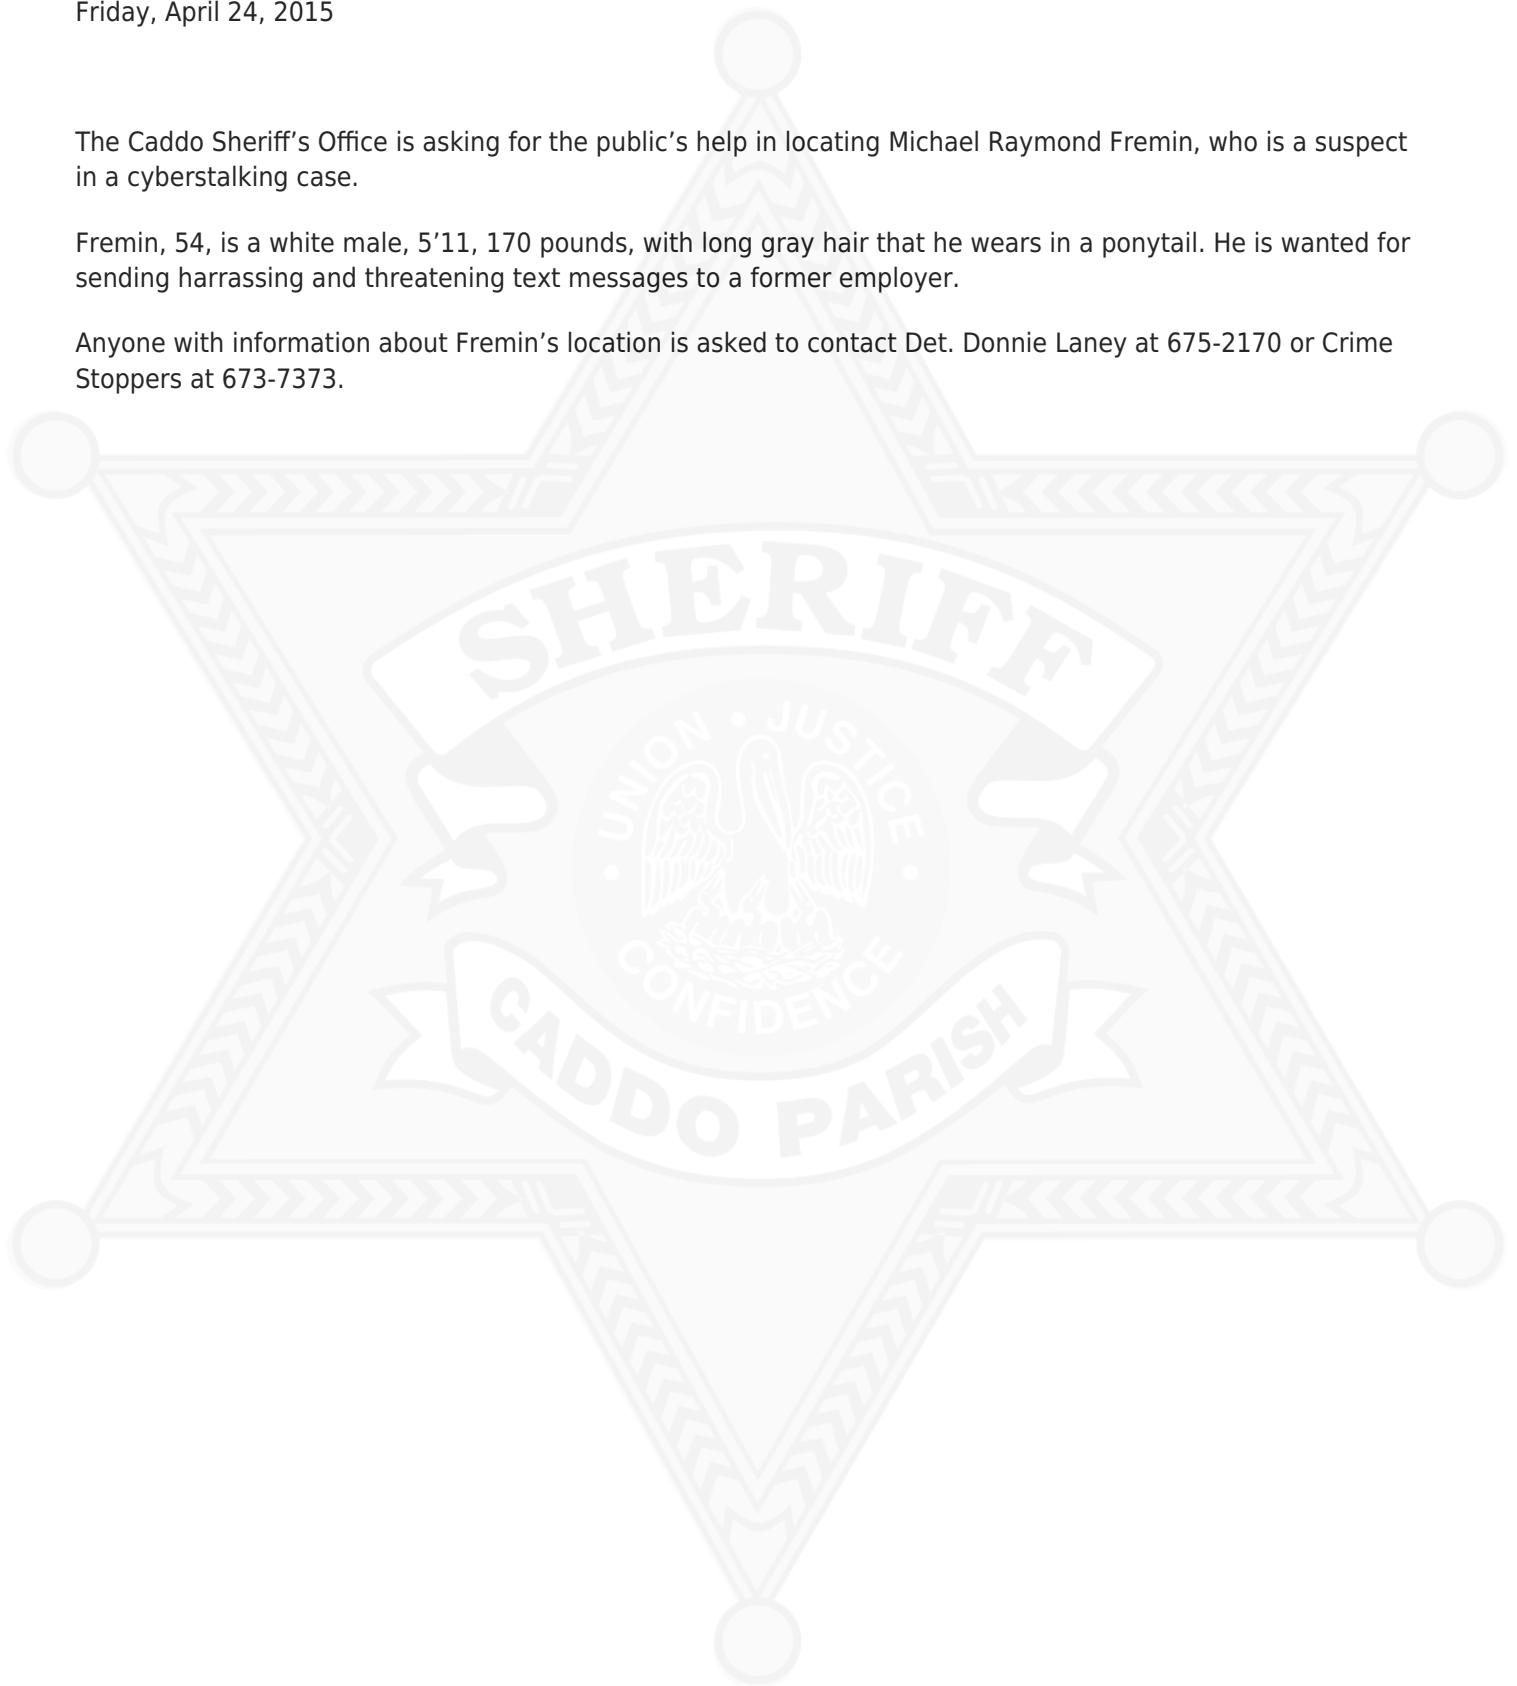 Friday, April 24, 2015
The Caddo Sheriff’s Office is asking for the public’s help in locating Michael Raymond Fremin, who is a suspect
in a cyberstalking case.
Fremin, 54, is a white male, 5’11, 170 pounds, with long gray hair that he wears in a ponytail. He is wanted for
sending harrassing and threatening text messages to a former employer.
Anyone with information about Fremin’s location is asked to contact Det. Donnie Laney at 675-2170 or Crime
Stoppers at 673-7373.
SHERIFF
UNION • JUSTICE
• CONFIDENCE •
CADDO PARISH